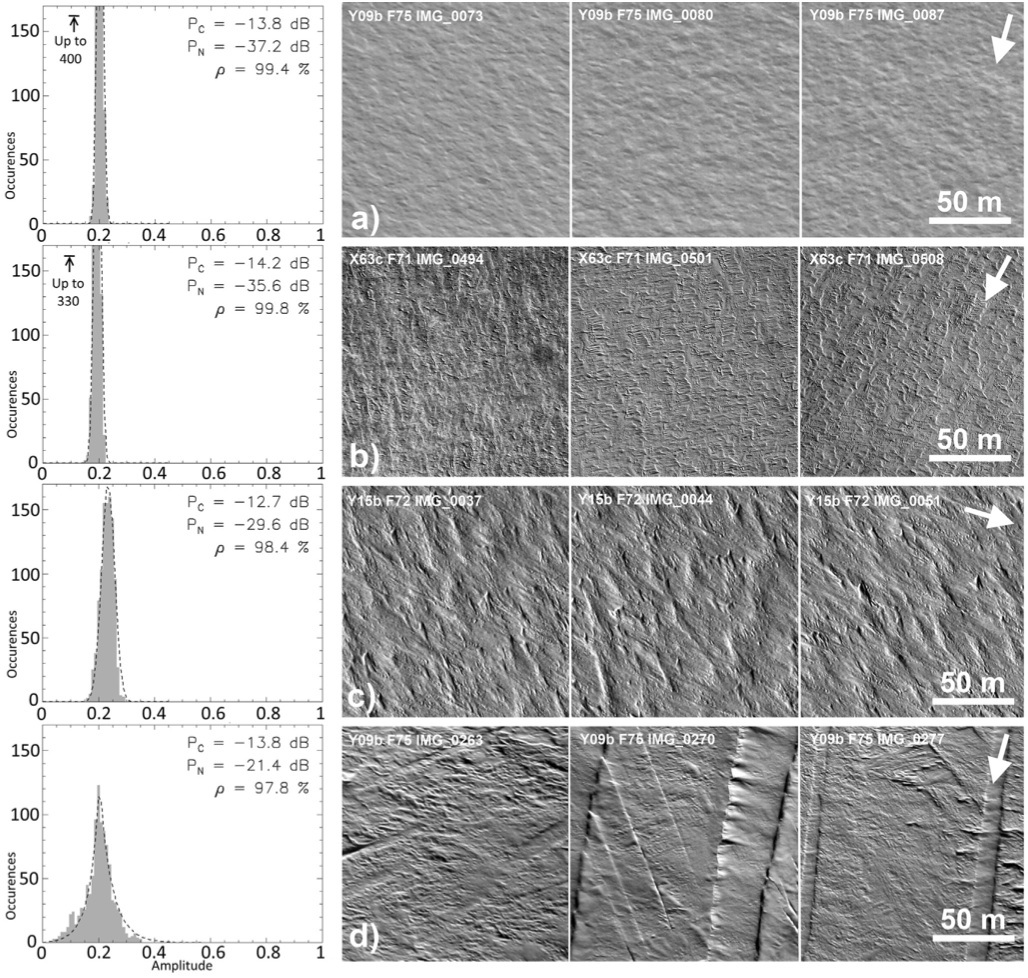 150
100
50
0
Occurences
Up to
400
P_C = −13.8 dB
P_N = −37.2 dB
ρ = 99.4 %
0 0.2 0.4 0.6 0.8 1
Y09b F75 IMG_0073
Y09b F75 IMG_0080
Y09b F75 IMG_0087
a)
50 m
150
100
50
0
Occurences
Up to
330
P_C = −14.2 dB
P_N = −35.6 dB
ρ = 99.8 %
0 0.2 0.4 0.6 0.8 1
X63c F71 IMG_0494
X63c F71 IMG_0501
X63c F71 IMG_0508
b)
50 m
150
100
50
0
Occurences
P_C = −12.7 dB
P_N = −29.6 dB
ρ = 98.4 %
0 0.2 0.4 0.6 0.8 1
Y15b F72 IMG_0037
Y15b F72 IMG_0044
Y15b F72 IMG_0051
c)
50 m
150
100
50
0
Occurences
P_C = −13.8 dB
P_N = −21.4 dB
ρ = 97.8 %
0 0.2 0.4 0.6 0.8 1
Amplitude
Y09b F75 IMG_0263
Y09b F75 IMG_0270
Y09b F75 IMG_0277
d)
50 m